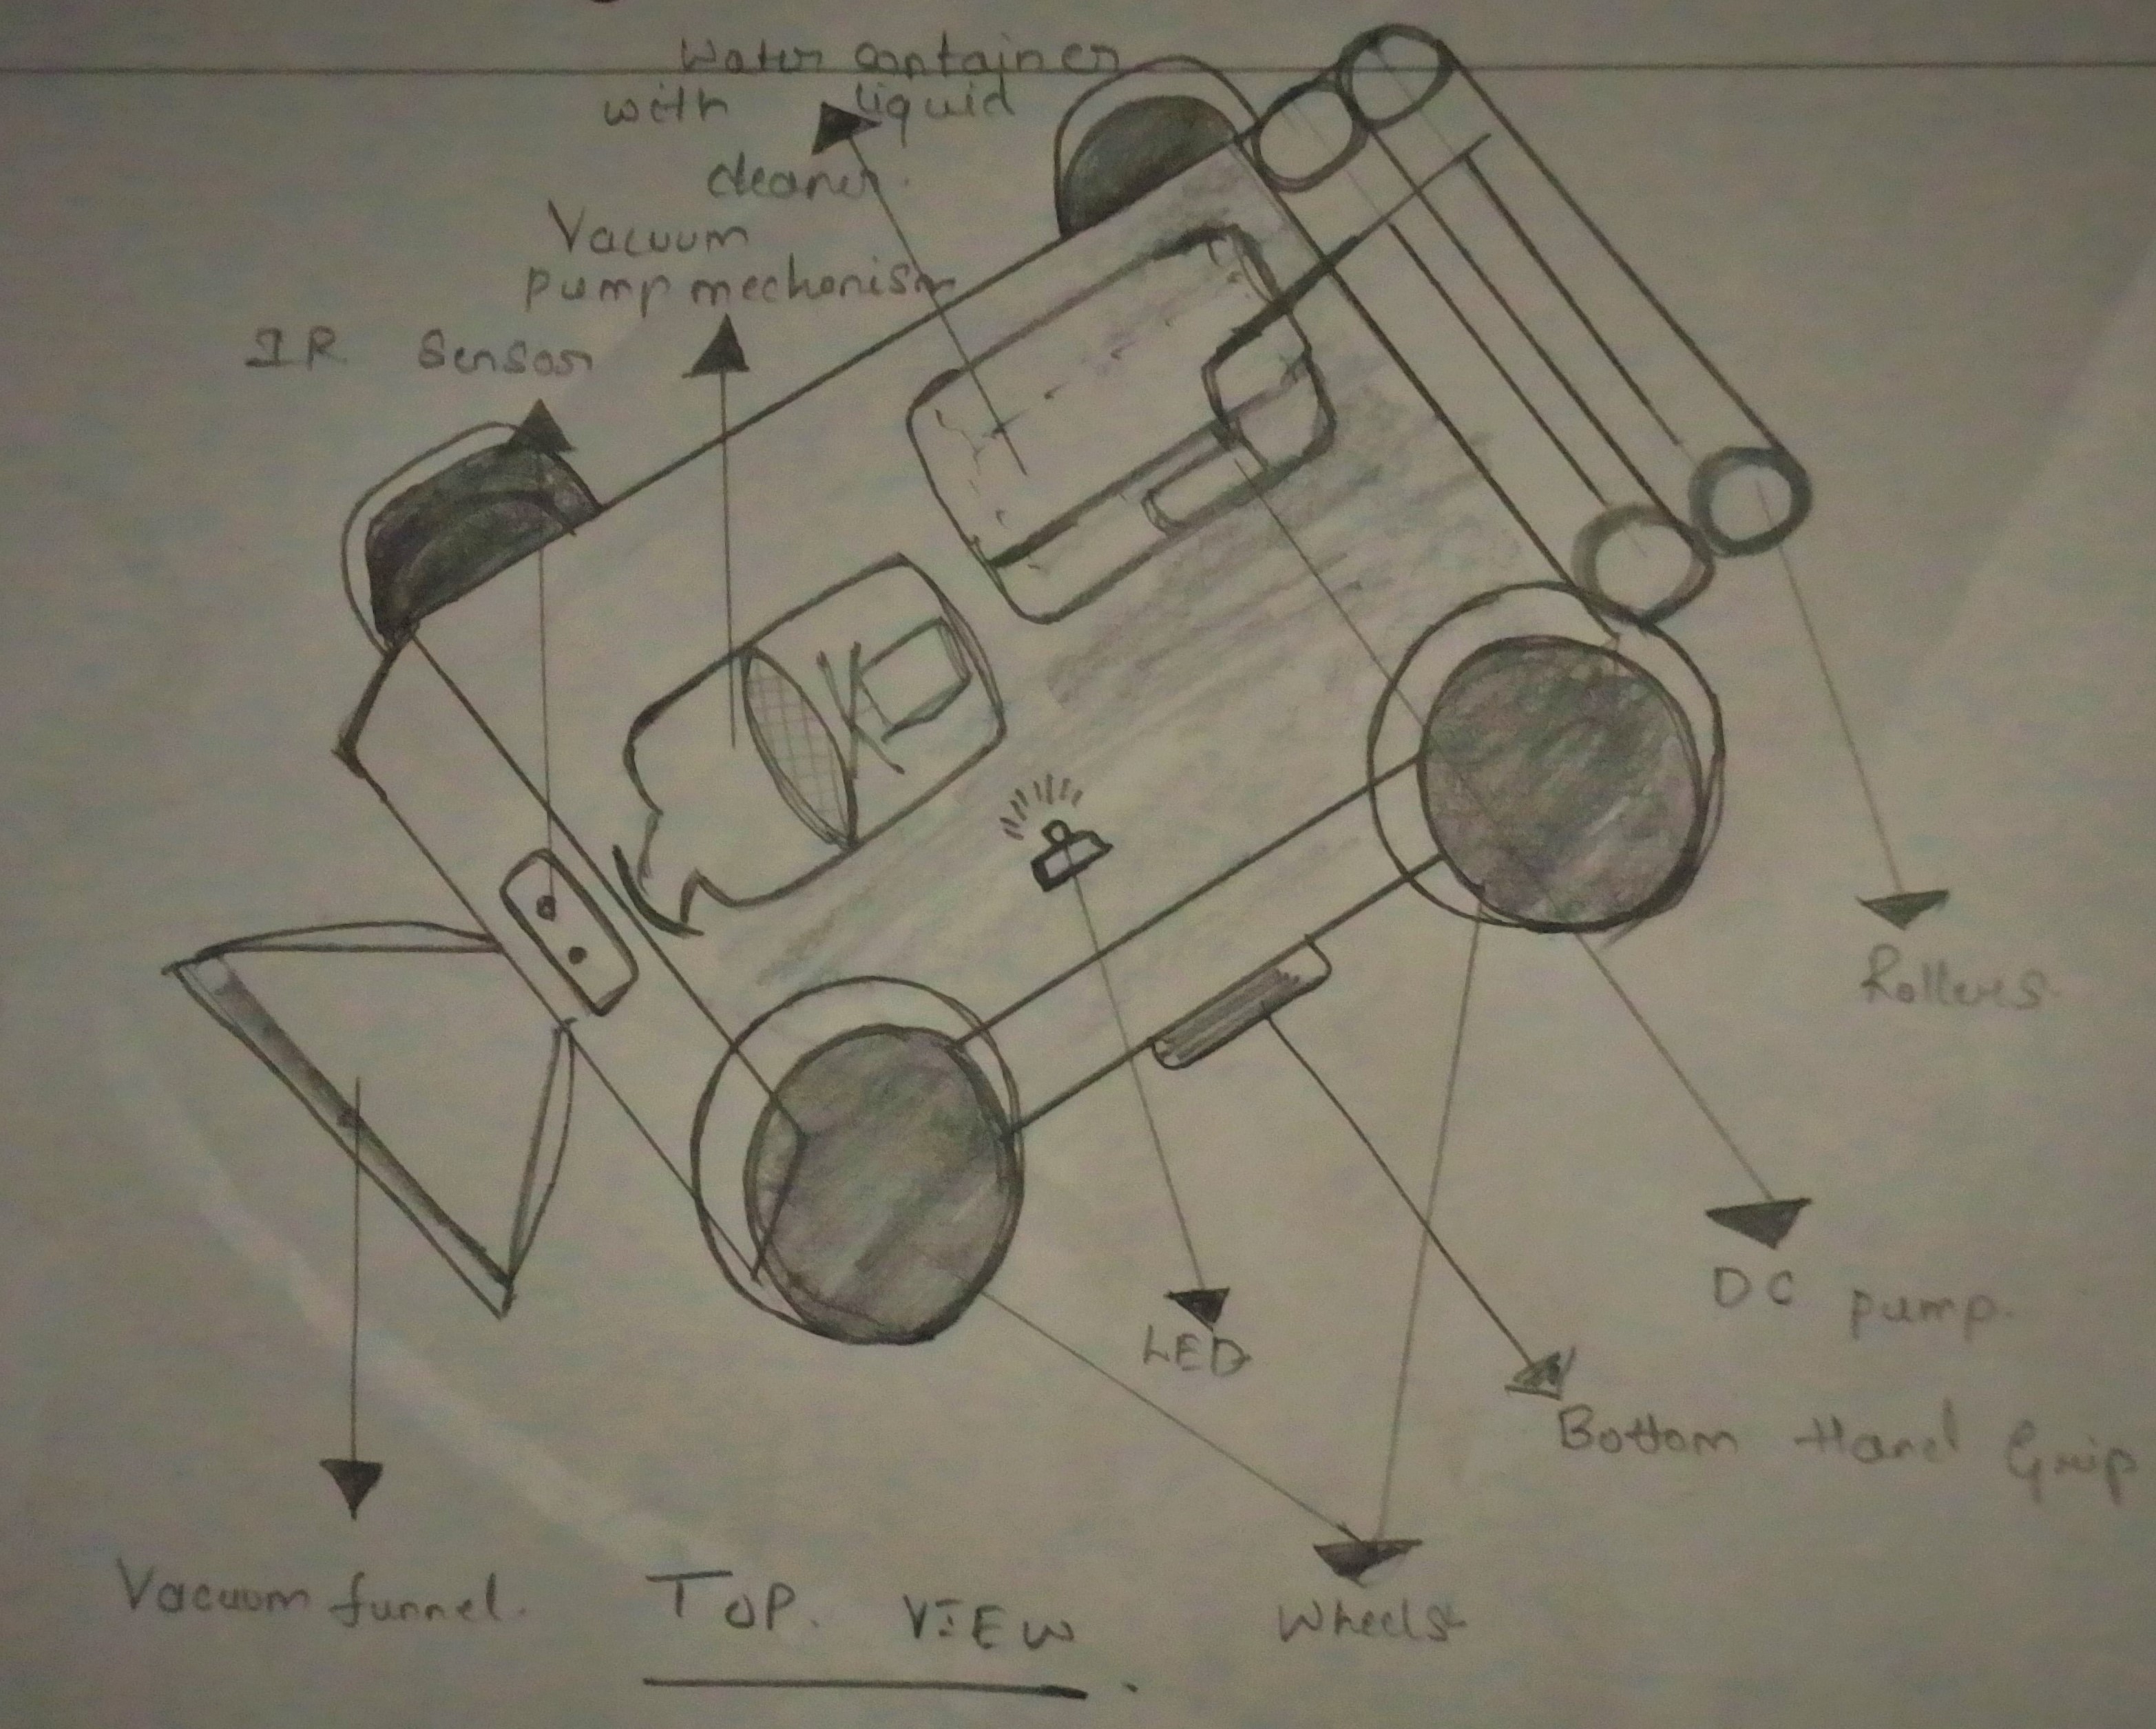 Water container
with liquid
cleaner.
Vacuum
pump mechanism
IR Sensor
Rollers
DC pump.
LED
Bottom Hand Grip
Vacuum funnel.
TOP. VIEW
Wheels